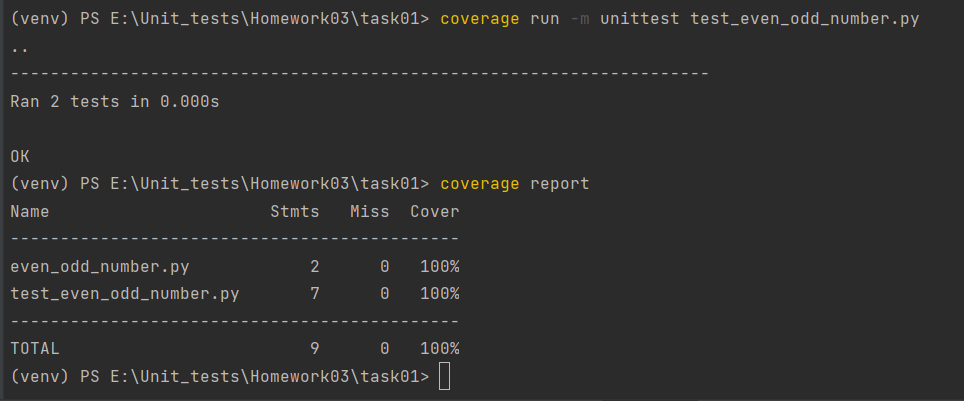 (venv) PS E:\Unit_tests\Homework03\task01> coverage run -m unittest test_even_odd_number.py
..
----------------------------------------------------------------------
Ran 2 tests in 0.000s
OK
(venv) PS E:\Unit_tests\Homework03\task01> coverage report
Name                      Stmts   Miss  Cover
---------------------------------------------
even_odd_number.py            2      0   100%
test_even_odd_number.py       7      0   100%
---------------------------------------------
TOTAL                         9      0   100%
(venv) PS E:\Unit_tests\Homework03\task01>